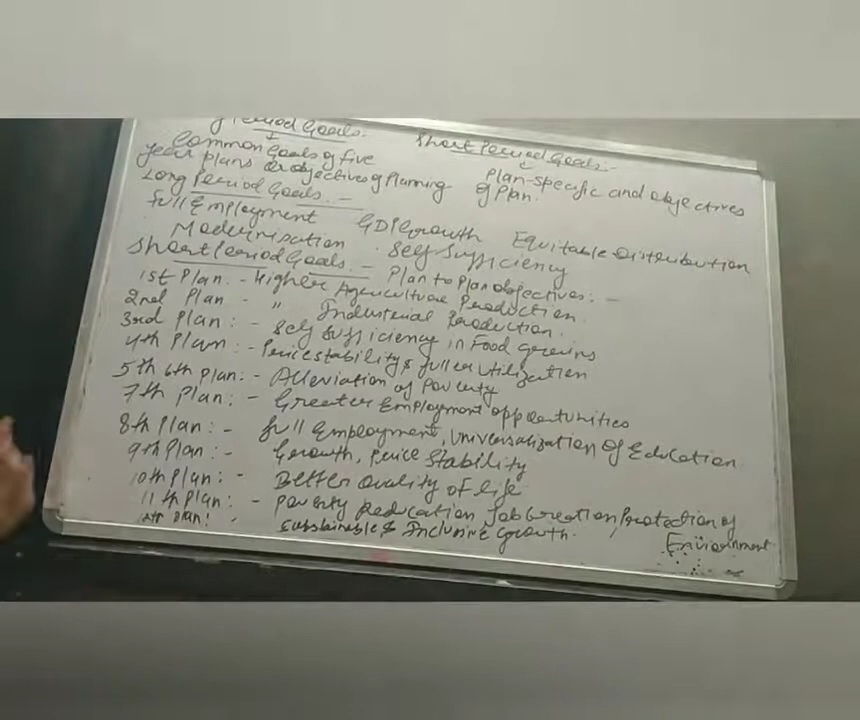 Period Goals.
Short Period Goals:-
Common Goals of five
year plans or objectives of Planning
Plan-specific and objectives
of Plan.
Long Period Goals. -
Full Employment GDP Growth Equitable Distribution
Modernisation . Self Sufficiency
Short Period Goals. - Plan to Plan objectives: -
1st Plan. - Higher Agriculture Production.
2nd Plan - " Industrial Production.
3rd Plan: - Self Sufficiency in Food grains
4th Plan: - Price stability & fuller Utilization
5th 6th Plan: - Alleviation of Poverty
7th Plan: - Greater Employment opportunities
8th Plan: - Full Employment, Universalization of Education
9th Plan: - Growth, Price Stability
10th Plan: - Better Quality of life
11th Plan: - Poverty Reducation Job Creation, Protection of
Environment
Plan: - Sustainable & Inclusive Growth.